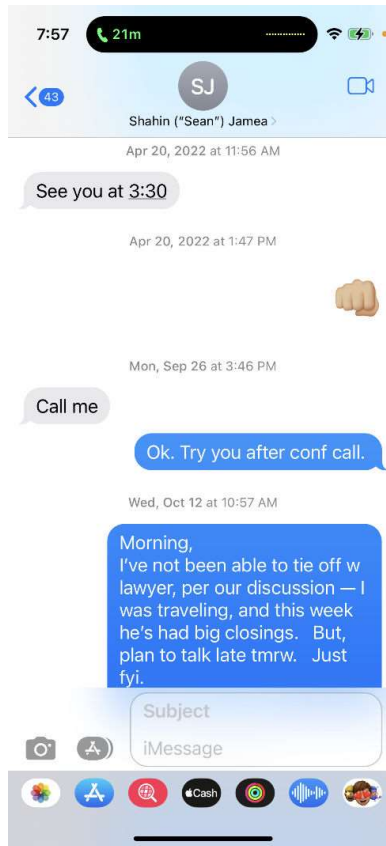 7:57
21m
43
SJ
Shahin ("Sean") Jamea
Apr 20, 2022 at 11:56 AM
See you at 3:30
Apr 20, 2022 at 1:47 PM
Mon, Sep 26 at 3:46 PM
Call me
Ok. Try you after conf call.
Wed, Oct 12 at 10:57 AM
Morning,
I've not been able to tie off w
lawyer, per our discussion — I
was traveling, and this week
he's had big closings. But,
plan to talk late tmrw. Just
fyi.
Subject
iMessage
Cash